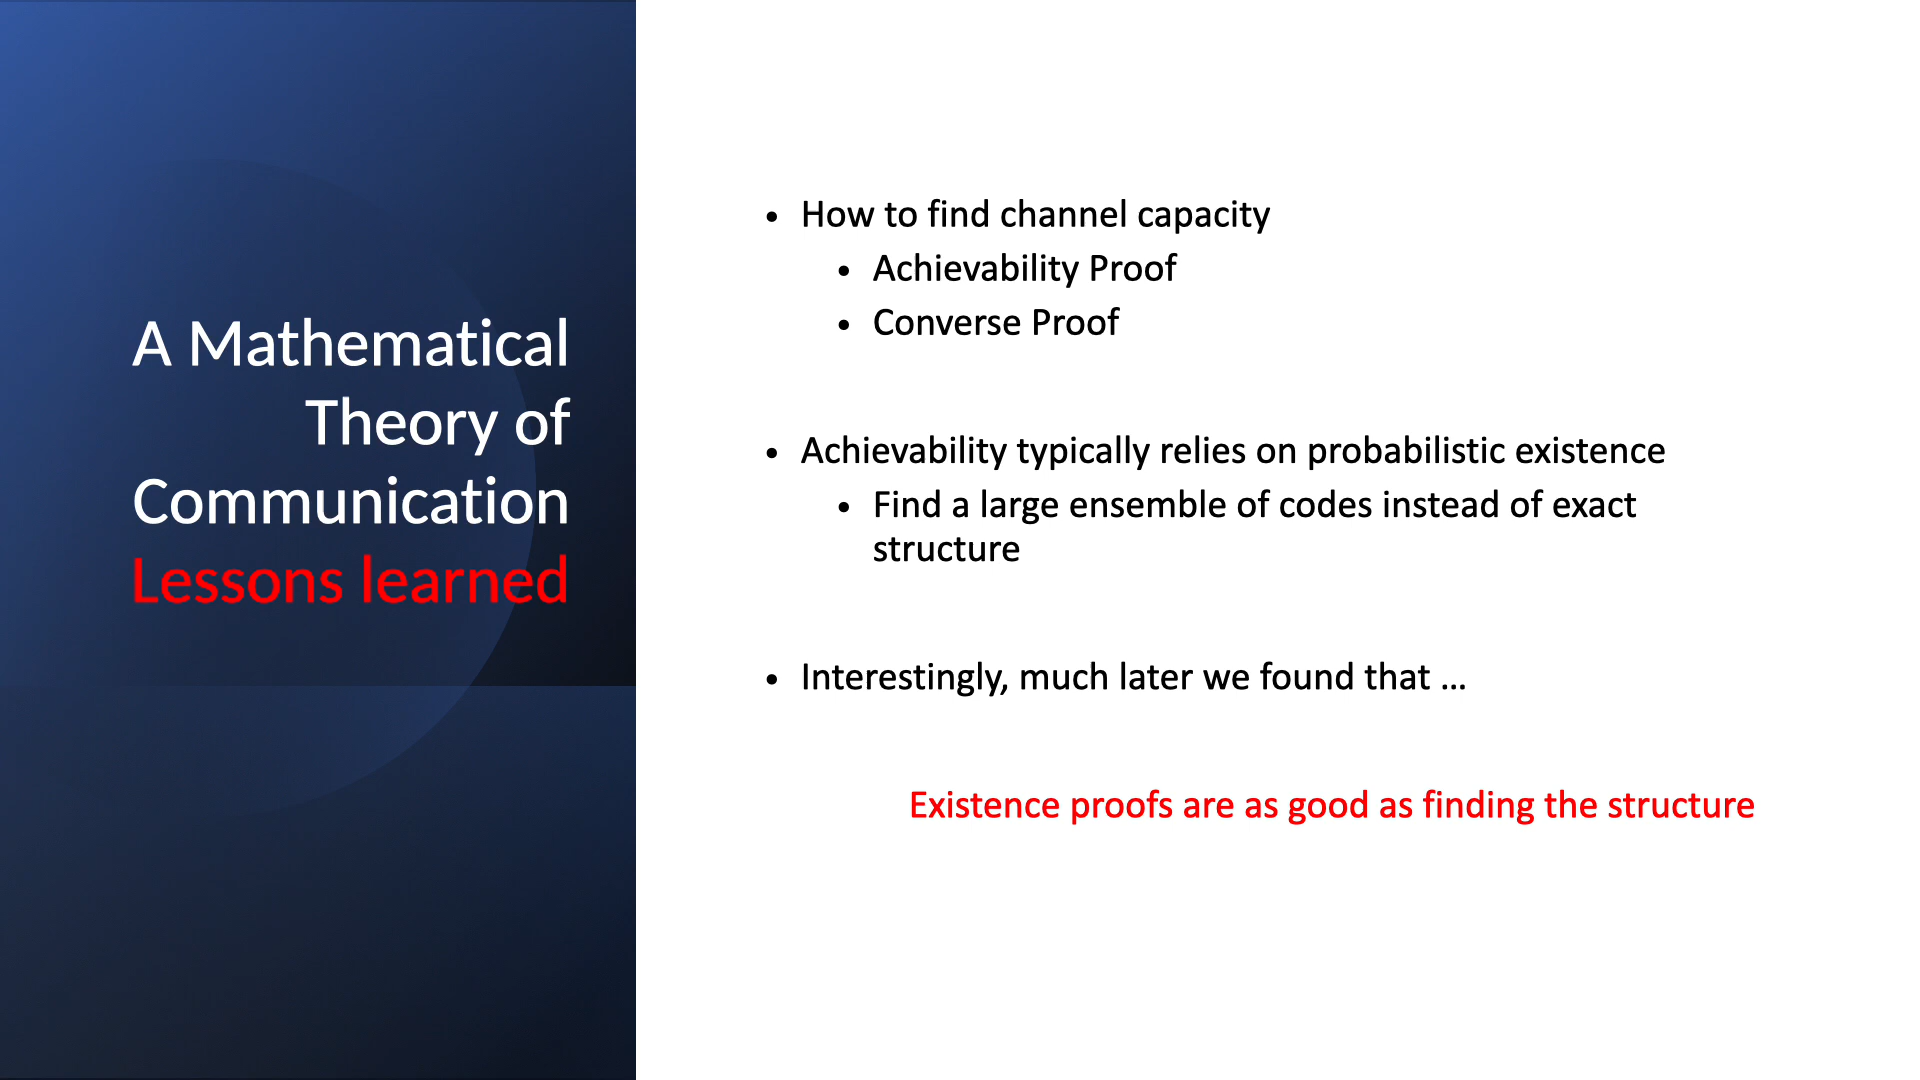 A Mathematical
Theory of
Communication
Lessons learned
• How to find channel capacity
• Achievability Proof
• Converse Proof
• Achievability typically relies on probabilistic existence
• Find a large ensemble of codes instead of exact
structure
• Interestingly, much later we found that ...
Existence proofs are as good as finding the structure